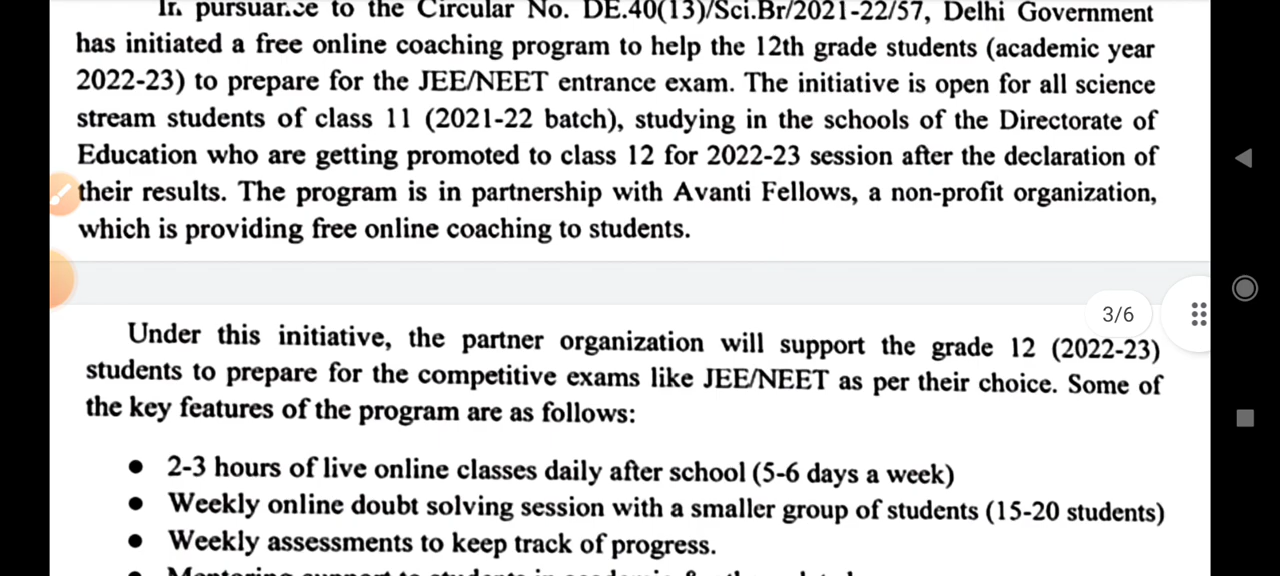 In pursuance to the Circular No. DE.40(13)/Sci.Br/2021-22/57, Delhi Government
has initiated a free online coaching program to help the 12th grade students (academic year
2022-23) to prepare for the JEE/NEET entrance exam. The initiative is open for all science
stream students of class 11 (2021-22 batch), studying in the schools of the Directorate of
Education who are getting promoted to class 12 for 2022-23 session after the declaration of
their results. The program is in partnership with Avanti Fellows, a non-profit organization,
which is providing free online coaching to students.
3/6
Under this initiative, the partner organization will support the grade 12 (2022-23)
students to prepare for the competitive exams like JEE/NEET as per their choice. Some of
the key features of the program are as follows:
● 2-3 hours of live online classes daily after school (5-6 days a week)
● Weekly online doubt solving session with a smaller group of students (15-20 students)
● Weekly assessments to keep track of progress.
● Mentoring support to students in